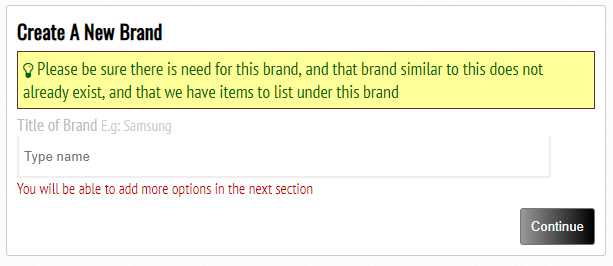 Create A New Brand
Please be sure there is need for this brand, and that brand similar to this does not
already exist, and that we have items to list under this brand
Title of Brand E.g: Samsung
Type name
You will be able to add more options in the next section
Continue